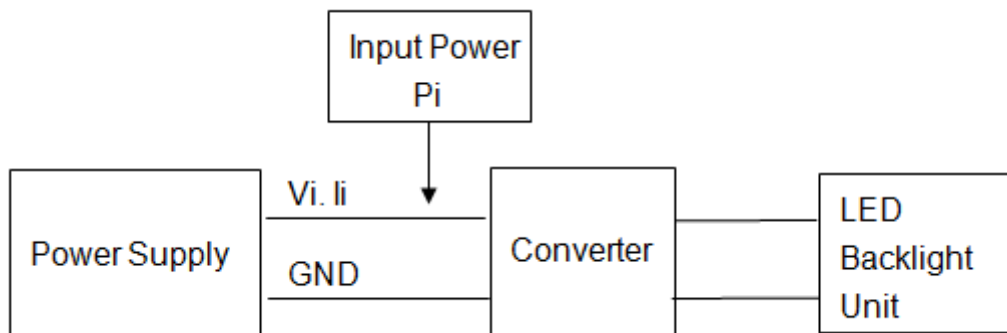 Input Power
Pi
Vi. Ii
Power Supply
GND
Converter
LED
Backlight
Unit